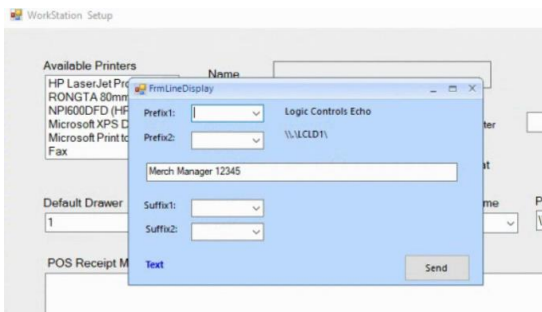 WorkStation Setup
Available Printers
Name
HP LaserJet Pro
RONGTA 80mm
NPI600DFD (HP
Microsoft XPS D
Microsoft Print to
Fax
FrmLineDisplay
Prefix1:
Logic Controls Echo
Prefix2:
\\.\LCLD1\
Merch Manager 12345
Suffix1:
Suffix2:
Text
Send
Default Drawer
1
POS Receipt M